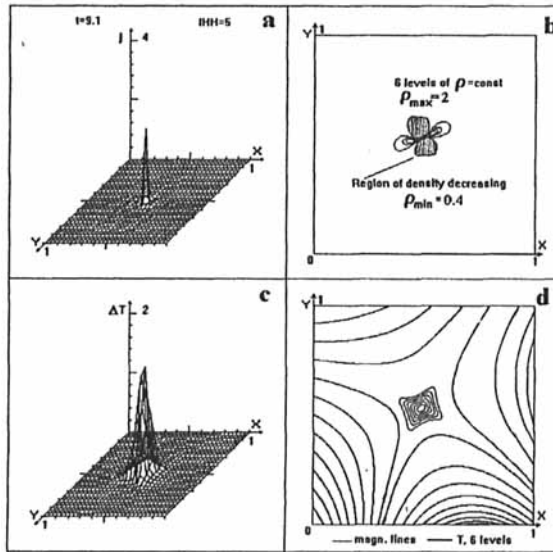 t=9.1 IHH=5 a
J 4
X
1
Y
1
b
Y 1
6 levels of ρ=const
ρmax=2
Region of density decreasing
ρmin=0.4
0 1 X
c
ΔT 2
X
1
Y
1
d
Y 1
0 1 X
magn. lines T, 6 levels